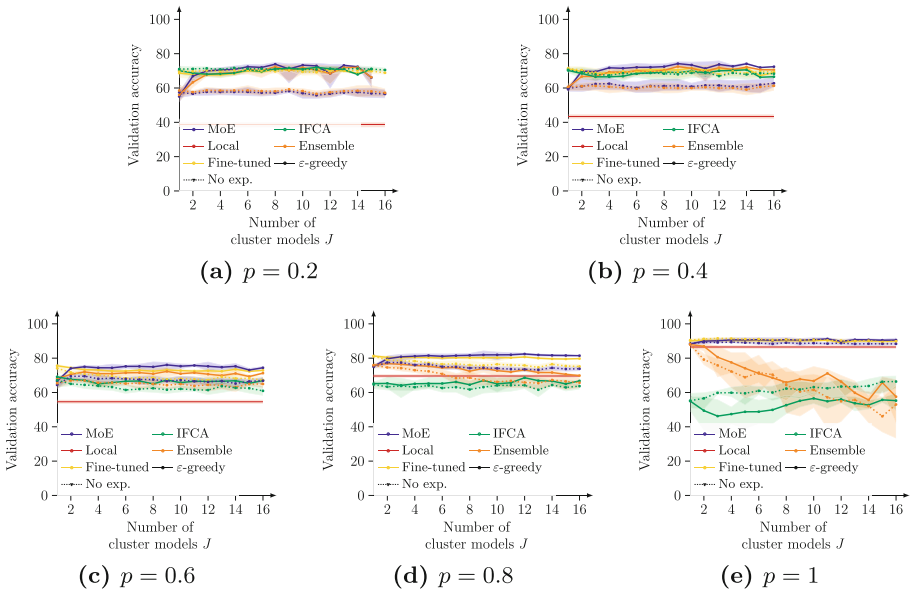 100
80
60
40
20
0
Validation accuracy
MoE IFCA
Local Ensemble
Fine-tuned ε-greedy
No exp.
2 4 6 8 10 12 14 16
Number of
cluster models J
(a) p = 0.2
100
80
60
40
20
0
Validation accuracy
MoE IFCA
Local Ensemble
Fine-tuned ε-greedy
No exp.
2 4 6 8 10 12 14 16
Number of
cluster models J
(b) p = 0.4
100
80
60
40
20
0
Validation accuracy
MoE IFCA
Local Ensemble
Fine-tuned ε-greedy
No exp.
2 4 6 8 10 12 14 16
Number of
cluster models J
(c) p = 0.6
100
80
60
40
20
0
Validation accuracy
MoE IFCA
Local Ensemble
Fine-tuned ε-greedy
No exp.
2 4 6 8 10 12 14 16
Number of
cluster models J
(d) p = 0.8
100
80
60
40
20
0
Validation accuracy
MoE IFCA
Local Ensemble
Fine-tuned ε-greedy
No exp.
2 4 6 8 10 12 14 16
Number of
cluster models J
(e) p = 1